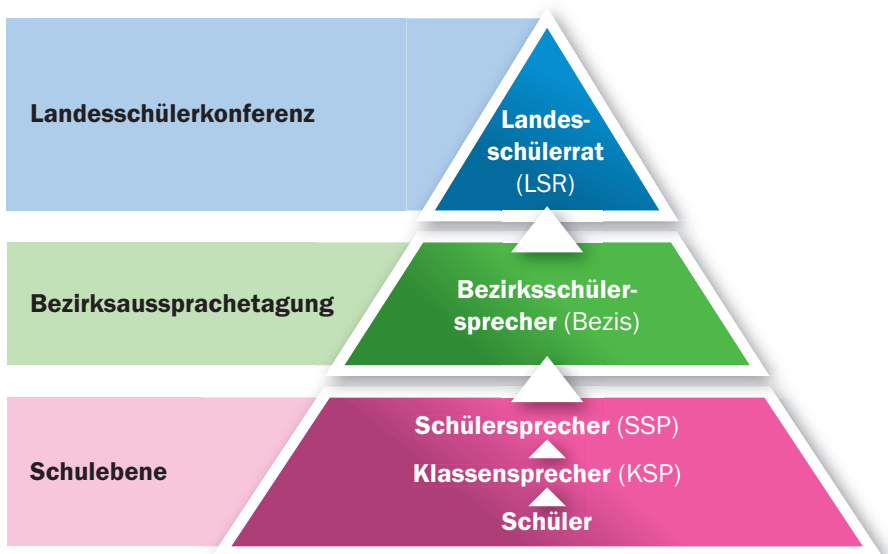 Landesschülerkonferenz
Landes-
schülerrat
(LSR)
Bezirksaussprachetagung
Bezirksschüler-
sprecher (Bezis)
Schulebene
Schülersprecher (SSP)
Klassensprecher (KSP)
Schüler